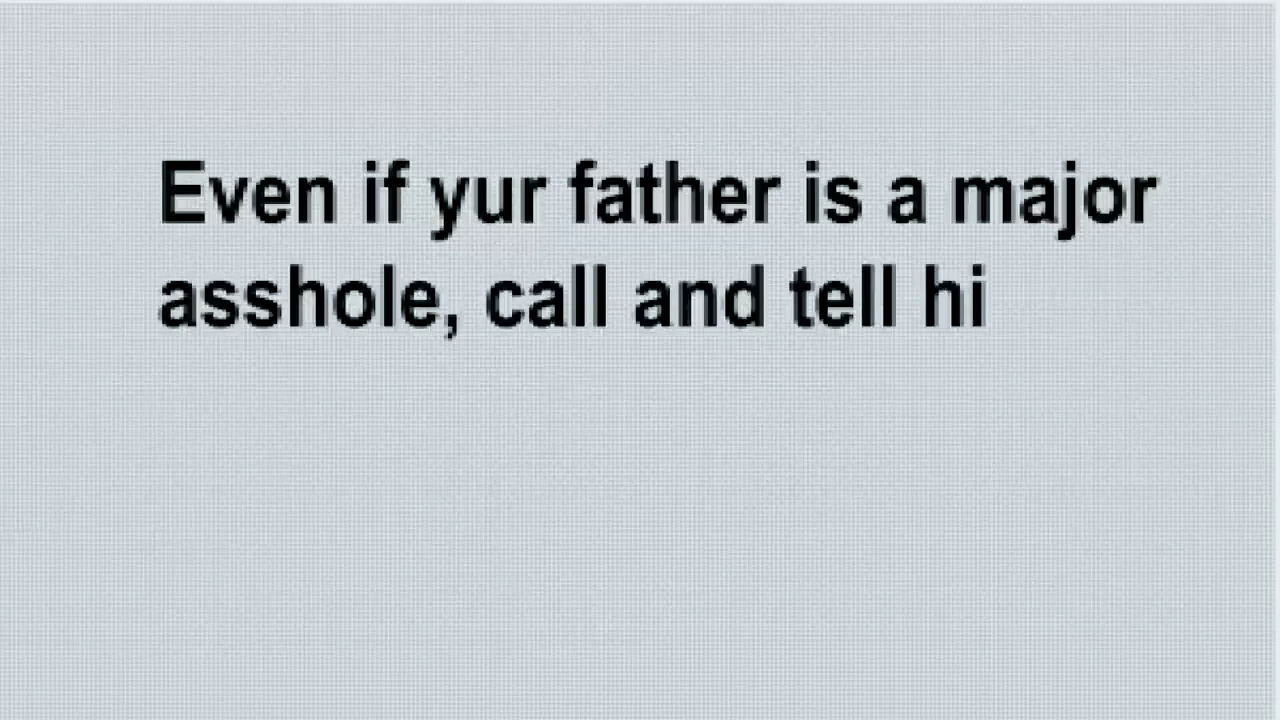 Even if yur father is a major
asshole, call and tell hi